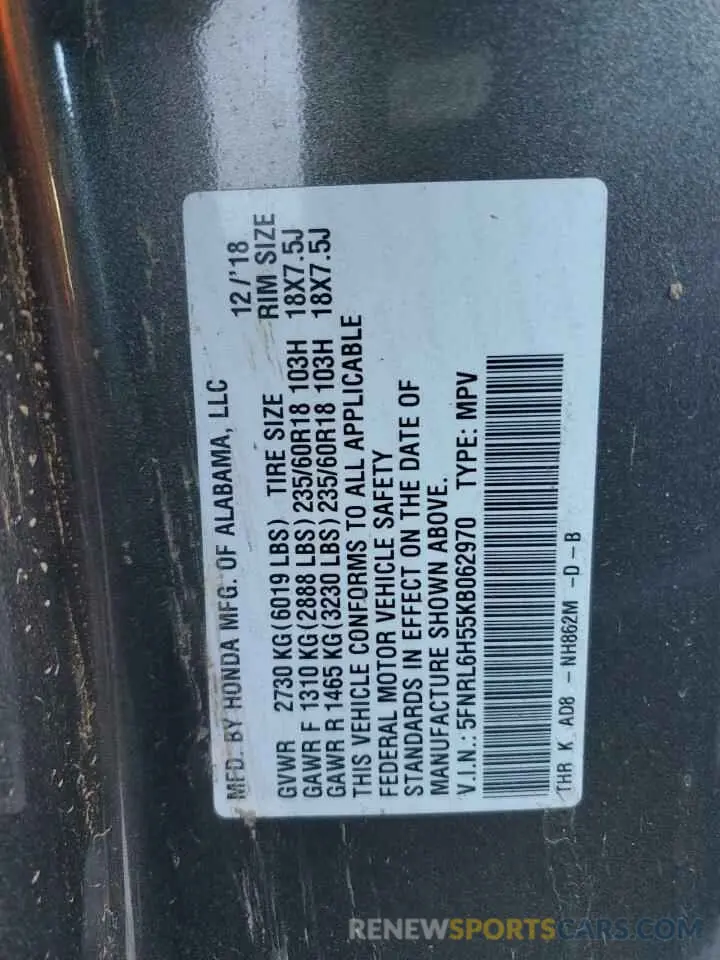 MFD. BY HONDA MFG. OF ALABAMA, LLC 12/'18
GVWR 2730 KG (6019 LBS) TIRE SIZE RIM SIZE
GAWR F 1310 KG (2888 LBS) 235/60R18 103H 18X7.5J
GAWR R 1465 KG (3230 LBS) 235/60R18 103H 18X7.5J
THIS VEHICLE CONFORMS TO ALL APPLICABLE
FEDERAL MOTOR VEHICLE SAFETY
STANDARDS IN EFFECT ON THE DATE OF
MANUFACTURE SHOWN ABOVE.
V.I.N.: 5FNRL6H55KB062970 TYPE: MPV
THR K AD8 - NH862M -D-B
RENEWSPORTSCARS.COM